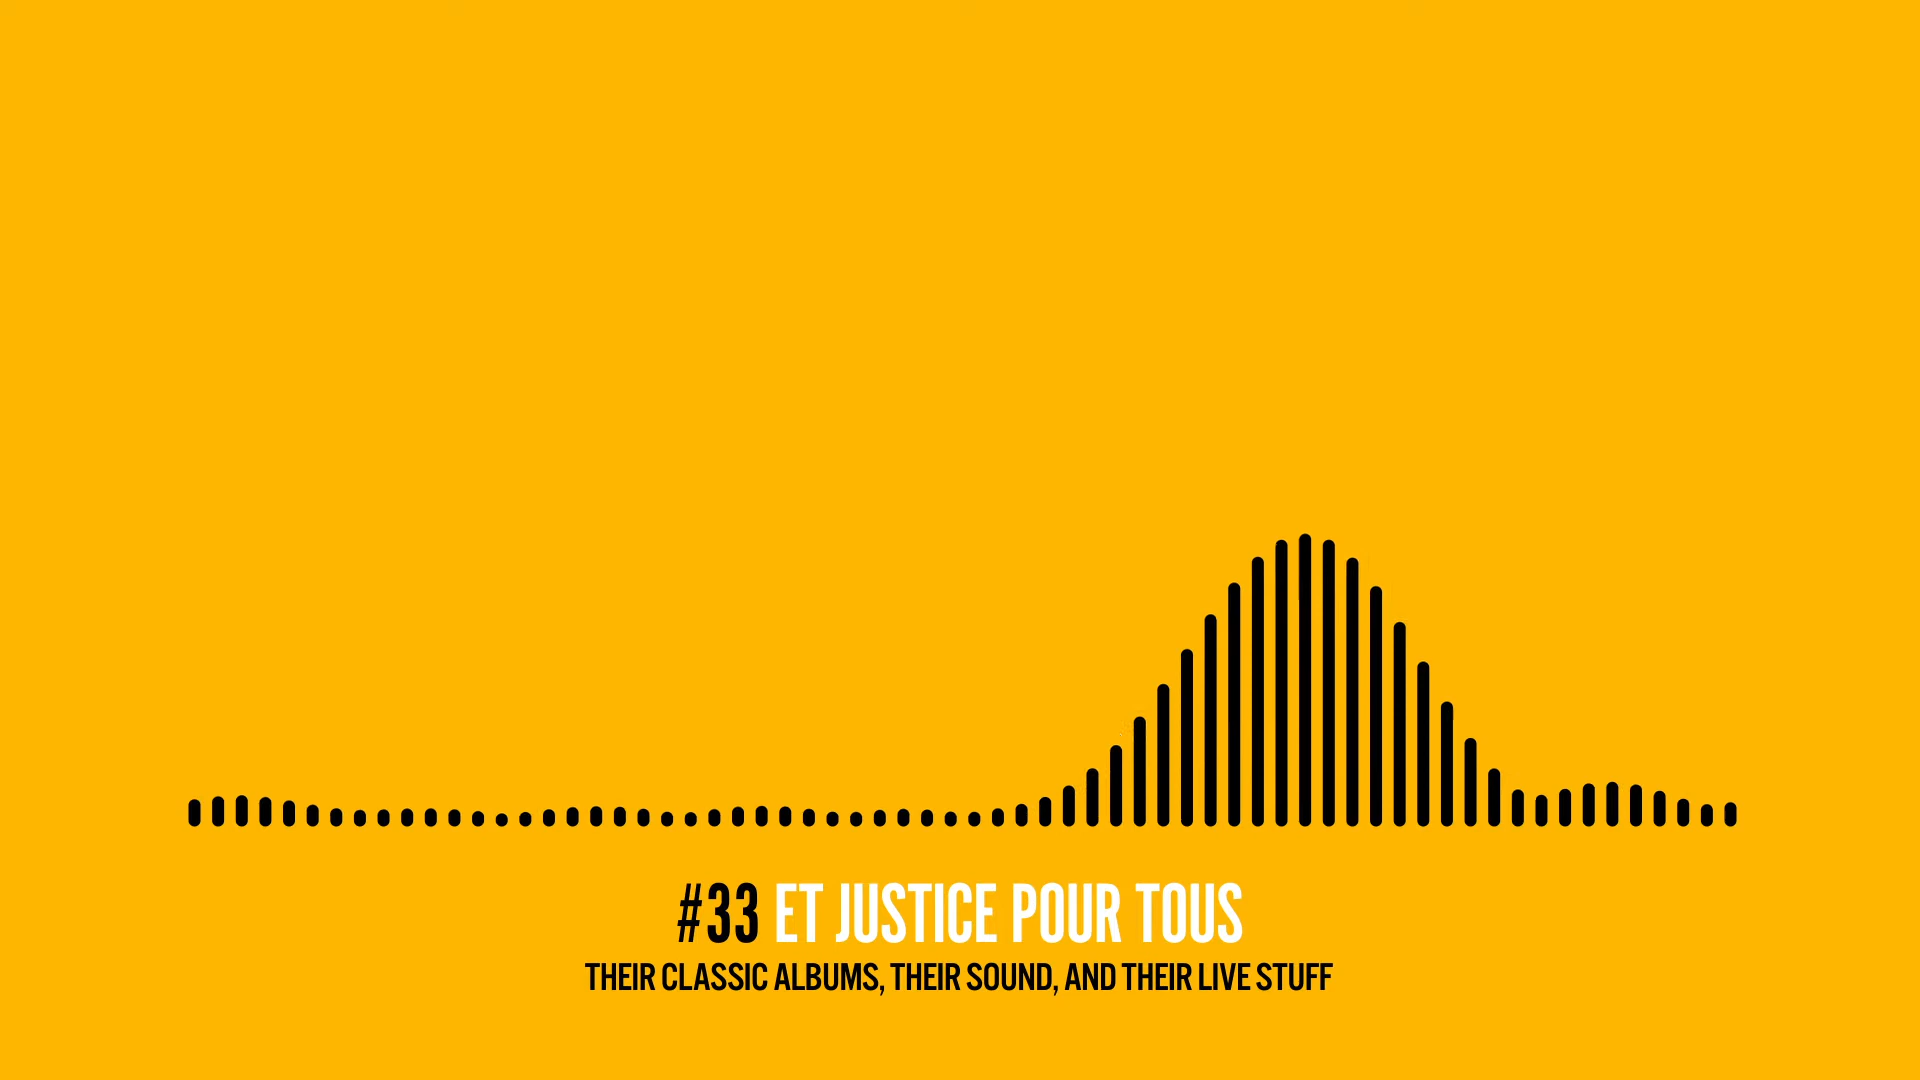 #33 ET JUSTICE POUR TOUS
THEIR CLASSIC ALBUMS, THEIR SOUND, AND THEIR LIVE STUFF